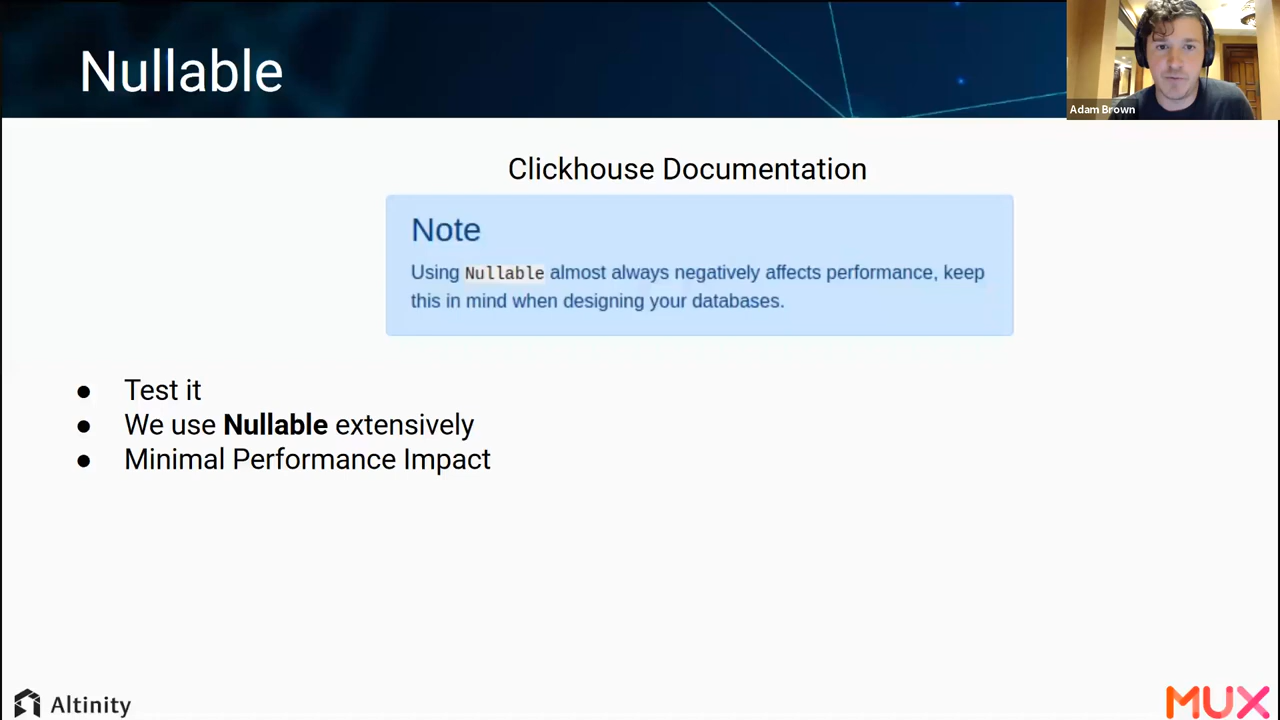 Nullable
Adam Brown
Clickhouse Documentation
Note
Using Nullable almost always negatively affects performance, keep
this in mind when designing your databases.
● Test it
● We use Nullable extensively
● Minimal Performance Impact
Altinity
MUX